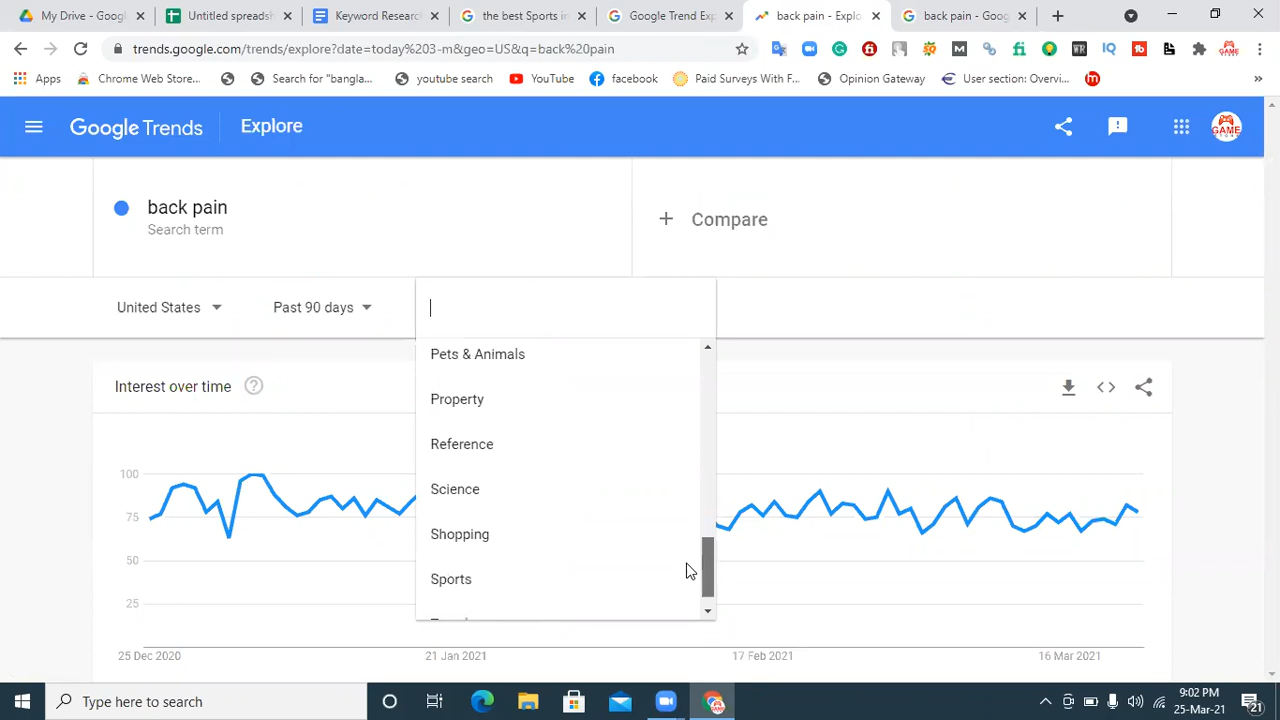 My Drive - Google
Untitled spreads
Keyword Researc
the best Sports in
Google Trend Exp
back pain - Explo
back pain - Goog
trends.google.com/trends/explore?date=today%203-m&geo=US&q=back%20pain
Apps
Chrome Web Store...
Search for "bangla...
youtube search
YouTube
facebook
Paid Surveys With F...
Opinion Gateway
User section: Overvi...
Google Trends
Explore
GAME
back pain
Search term
+ Compare
United States
Past 90 days
Pets & Animals
Property
Reference
Science
Shopping
Sports
Interest over time
100
75
50
25
25 Dec 2020
21 Jan 2021
17 Feb 2021
16 Mar 2021
Type here to search
9:02 PM
25-Mar-21
21